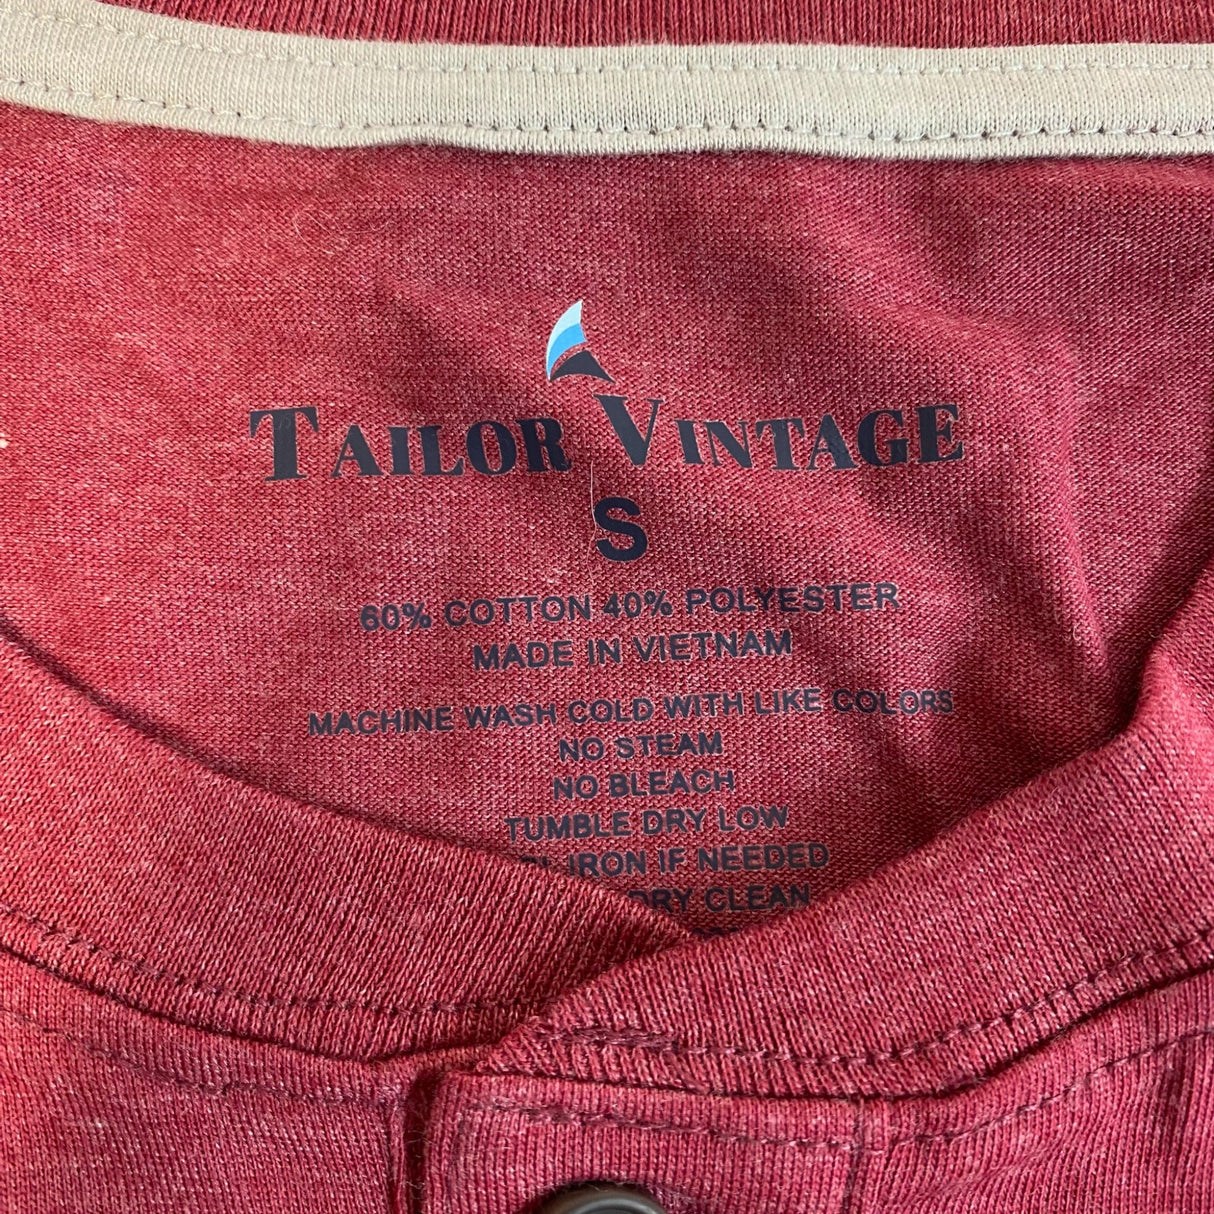 TAILOR VINTAGE
S
60% COTTON 40% POLYESTER
MADE IN VIETNAM
MACHINE WASH COLD WITH LIKE COLORS
NO STEAM
NO BLEACH
TUMBLE DRY LOW
IRON IF NEEDED
DRY CLEAN